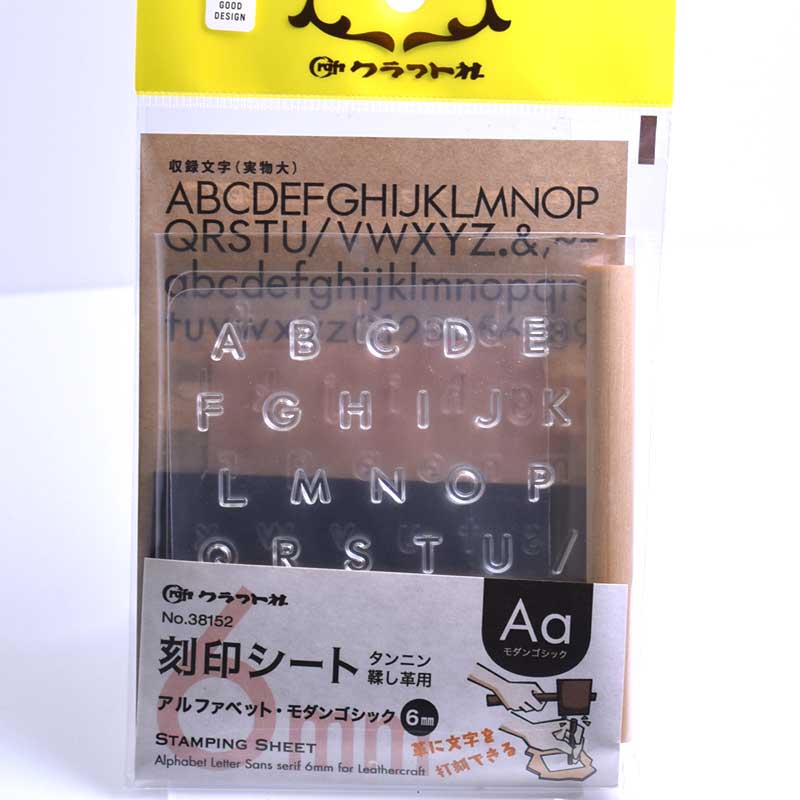 GOOD
DESIGN
Craft クラフト社
収録文字(実物大)
ABCDEFGHIJKLMNOP
QRSTU/VWXYZ.&,~-
abcdefghijklmnopqrs
A B C D E
F G H I J K
L M N O P
Q R S T U /
Craft クラフト社
No.38152
刻印シート タンニン鞣し革用
アルファベット・モダンゴシック 6mm
STAMPING SHEET
Alphabet Letter Sans serif 6mm for Leathercraft
6mm
Aa
モダンゴシック
革に文字を
打刻できる